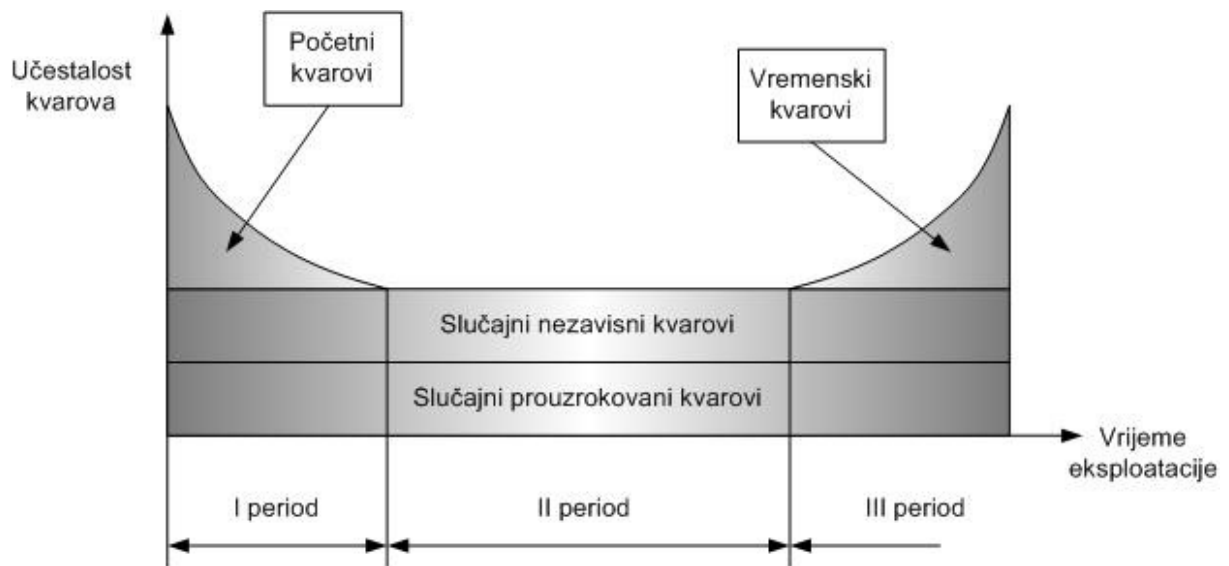 Učestalost
kvarova
Početni
kvarovi
Vremenski
kvarovi
Slučajni nezavisni kvarovi
Slučajni prouzrokovani kvarovi
Vrijeme
eksploatacije
I period
II period
III period